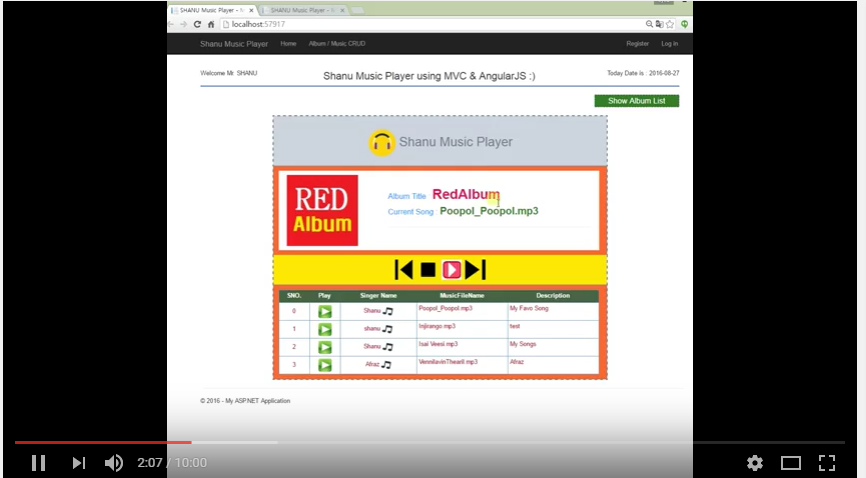 SHANU Music Player - M
SHANU Music Player - M
localhost:57917
Shanu Music Player Home Album / Music CRUD Register Log in
Welcome Mr. SHANU Shanu Music Player using MVC & AngularJS :) Today Date is : 2016-08-27
Show Album List
Shanu Music Player
RED
Album
Album Title RedAlbum
Current Song Poopol_Poopol.mp3
SNO. Play Singer Name MusicFileName Description
0 Shanu Poopol_Poopol.mp3 My Favo Song
1 shanu Injirango.mp3 test
2 Shanu Isai Veesi.mp3 My Songs
3 Afraz Afraz
© 2016 - My ASP.NET Application
2:07 / 10:00